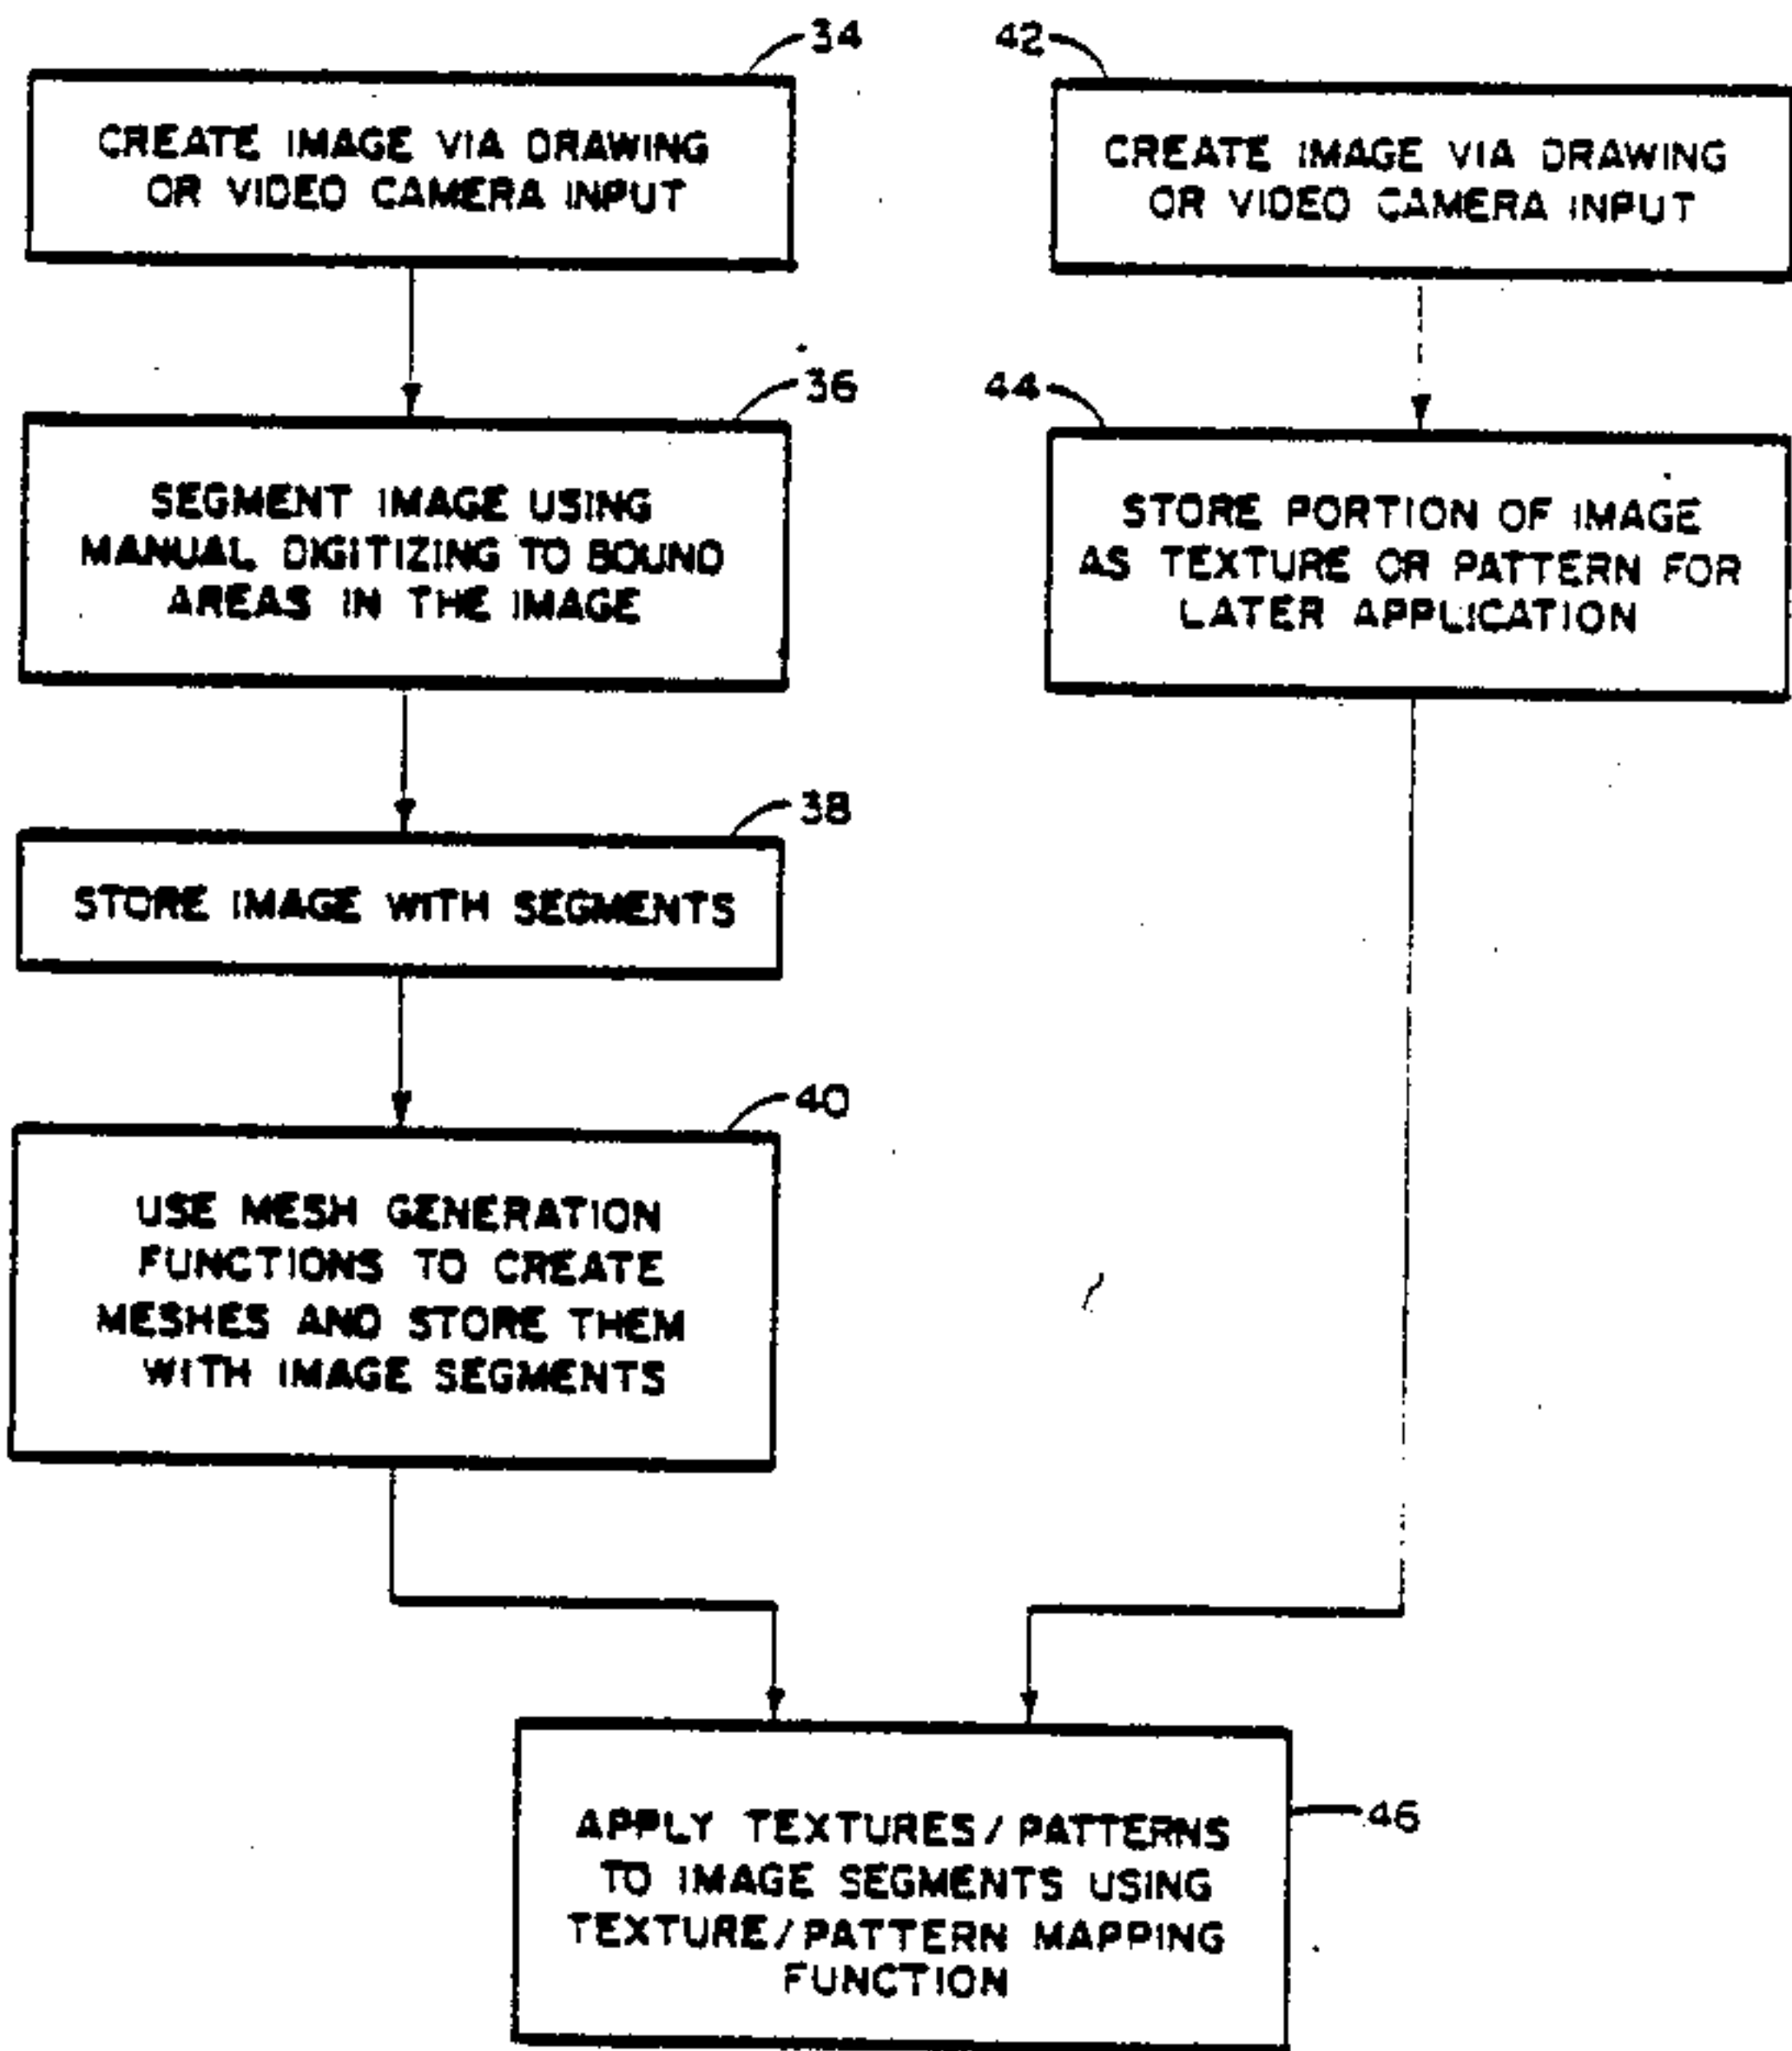 34
CREATE IMAGE VIA DRAWING
OR VIDEO CAMERA INPUT
42
CREATE IMAGE VIA DRAWING
OR VIDEO CAMERA INPUT
36
SEGMENT IMAGE USING
MANUAL DIGITIZING TO BOUND
AREAS IN THE IMAGE
44
STORE PORTION OF IMAGE
AS TEXTURE OR PATTERN FOR
LATER APPLICATION
38
STORE IMAGE WITH SEGMENTS
40
USE MESH GENERATION
FUNCTIONS TO CREATE
MESHES AND STORE THEM
WITH IMAGE SEGMENTS
46
APPLY TEXTURES/PATTERNS
TO IMAGE SEGMENTS USING
TEXTURE/PATTERN MAPPING
FUNCTION